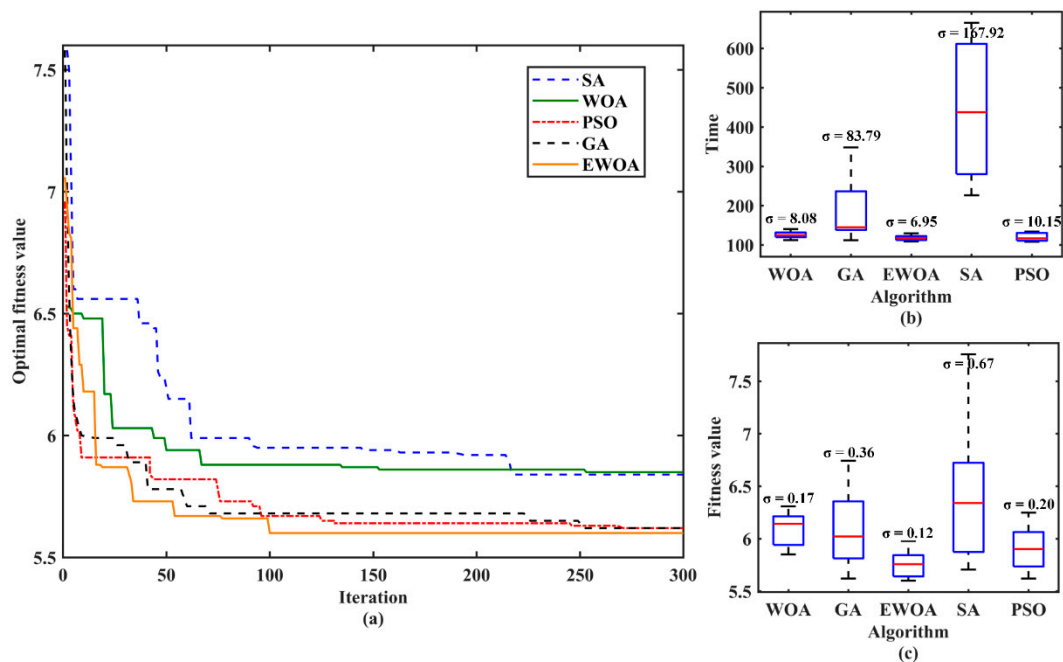 Optimal fitness value
7.5
7
6.5
6
5.5
0 50 100 150 200 250 300
Iteration
(a)
SA
WOA
PSO
GA
EWOA
Time
600
500
400
300
200
100
σ = 8.08
σ = 83.79
σ = 6.95
σ = 167.92
σ = 10.15
WOA GA EWOA SA PSO
Algorithm
(b)
Fitness value
7.5
7
6.5
6
5.5
σ = 0.17
σ = 0.36
σ = 0.12
σ = 0.67
σ = 0.20
WOA GA EWOA SA PSO
Algorithm
(c)